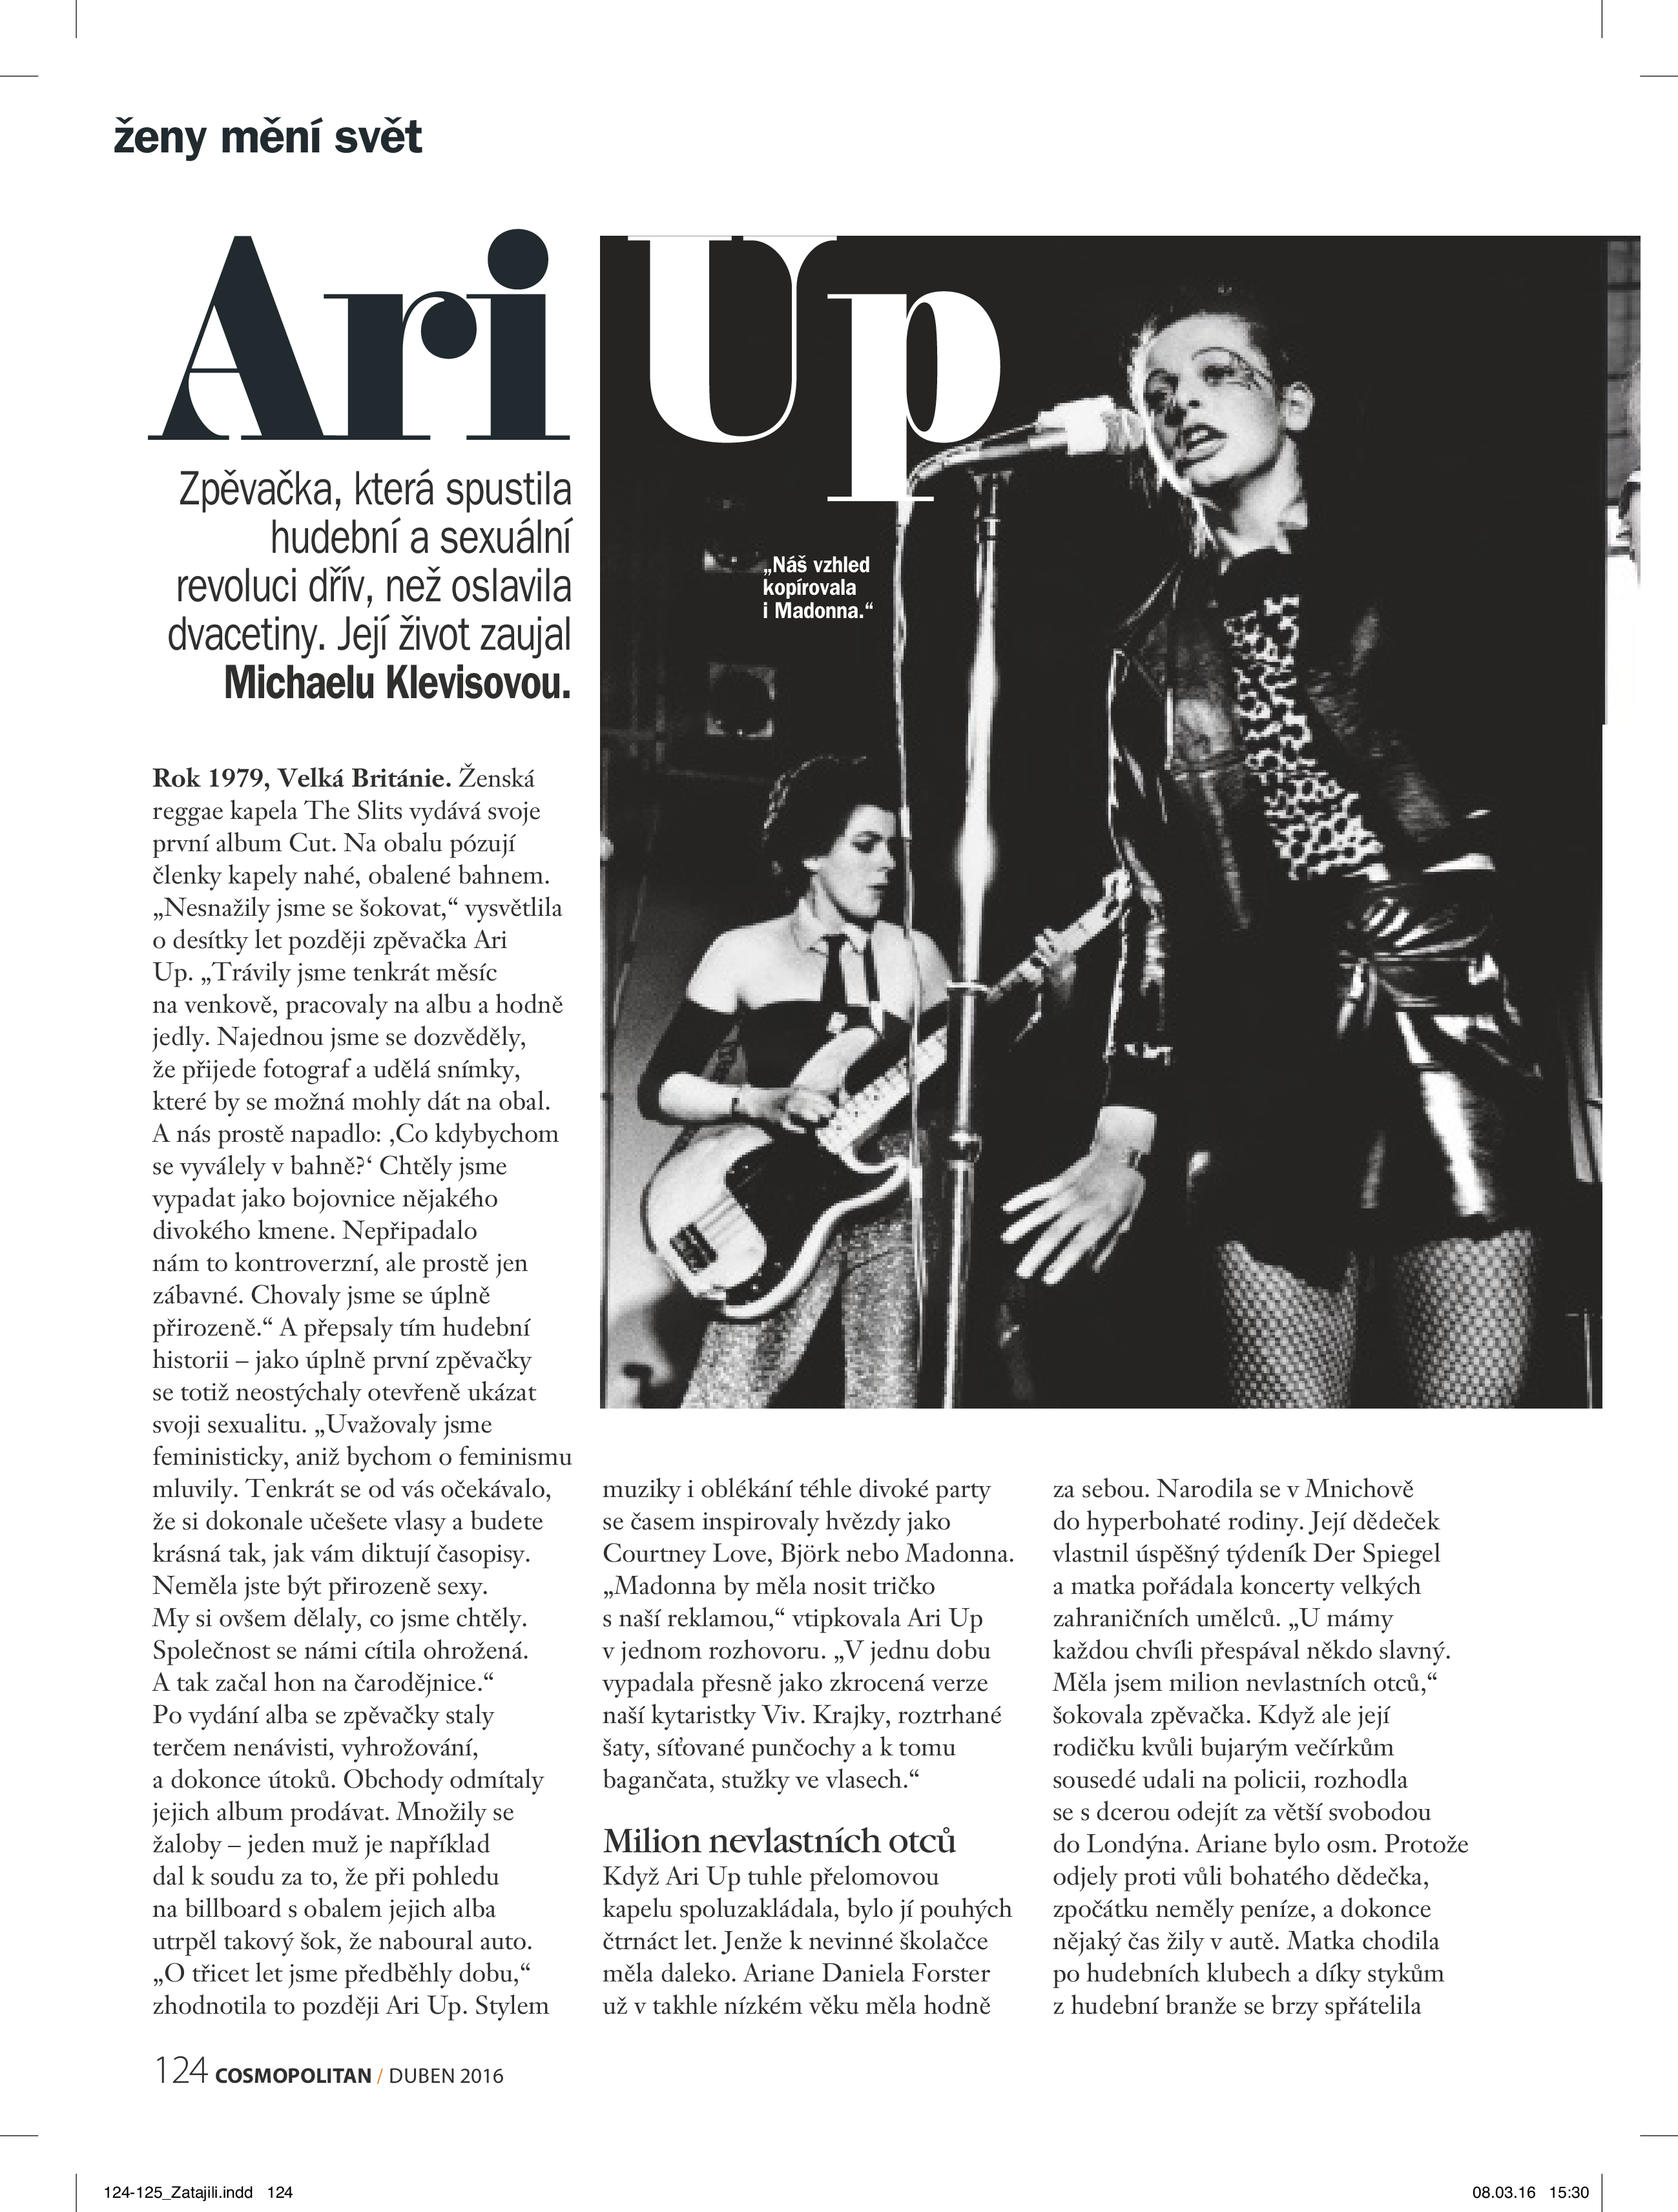 ženy mění svět
Ari Up
Zpěvačka, která spustila
hudební a sexuální
revoluci dřív, než oslavila
dvacetiny. Její život zaujal
Michaelu Klevisovou.
„Náš vzhled
kopírovala
i Madonna.“
Rok 1979, Velká Británie. Ženská
reggae kapela The Slits vydává svoje
první album Cut. Na obalu pózují
členky kapely nahé, obalené bahnem.
„Nesnažily jsme se šokovat,“ vysvětlila
o desítky let později zpěvačka Ari
Up. „Trávily jsme tenkrát měsíc
na venkově, pracovaly na albu a hodně
jedly. Najednou jsme se dozvěděly,
že přijede fotograf a udělá snímky,
které by se možná mohly dát na obal.
A nás prostě napadlo: ‚Co kdybychom
se vyválely v bahně?‘ Chtěly jsme
vypadat jako bojovnice nějakého
divokého kmene. Nepřipadalo
nám to kontroverzní, ale prostě jen
zábavné. Chovaly jsme se úplně
přirozeně.“ A přepsaly tím hudební
historii – jako úplně první zpěvačky
se totiž neostýchaly otevřeně ukázat
svoji sexualitu. „Uvažovaly jsme
feministicky, aniž bychom o feminismu
mluvily. Tenkrát se od vás očekávalo,
že si dokonale učešete vlasy a budete
krásná tak, jak vám diktují časopisy.
Neměla jste být přirozeně sexy.
My si ovšem dělaly, co jsme chtěly.
Společnost se námi cítila ohrožená.
A tak začal hon na čarodějnice.“
Po vydání alba se zpěvačky staly
terčem nenávisti, vyhrožování,
a dokonce útoků. Obchody odmítaly
jejich album prodávat. Množily se
žaloby – jeden muž je například
dal k soudu za to, že při pohledu
na billboard s obalem jejich alba
utrpěl takový šok, že naboural auto.
„O třicet let jsme předběhly dobu,“
zhodnotila to později Ari Up. Stylem
muziky i oblékání téhle divoké party
se časem inspirovaly hvězdy jako
Courtney Love, Björk nebo Madonna.
„Madonna by měla nosit tričko
s naší reklamou,“ vtipkovala Ari Up
v jednom rozhovoru. „V jednu dobu
vypadala přesně jako zkrocená verze
naší kytaristky Viv. Krajky, roztrhané
šaty, síťované punčochy a k tomu
bagančata, stužky ve vlasech.“
Milion nevlastních otců
Když Ari Up tuhle přelomovou
kapelu spoluzakládala, bylo jí pouhých
čtrnáct let. Jenže k nevinné školačce
měla daleko. Ariane Daniela Forster
už v takhle nízkém věku měla hodně
za sebou. Narodila se v Mnichově
do hyperbohaté rodiny. Její dědeček
vlastnil úspěšný týdeník Der Spiegel
a matka pořádala koncerty velkých
zahraničních umělců. „U mámy
každou chvíli přespával někdo slavný.
Měla jsem milion nevlastních otců,“
šokovala zpěvačka. Když ale její
rodičku kvůli bujarým večírkům
sousedé udali na policii, rozhodla
se s dcerou odejít za větší svobodou
do Londýna. Ariane bylo osm. Protože
odjely proti vůli bohatého dědečka,
zpočátku neměly peníze, a dokonce
nějaký čas žily v autě. Matka chodila
po hudebních klubech a díky stykům
z hudební branže se brzy spřátelila
124 COSMOPOLITAN / DUBEN 2016
124-125_Zatajili.indd 124
08.03.16 15:30